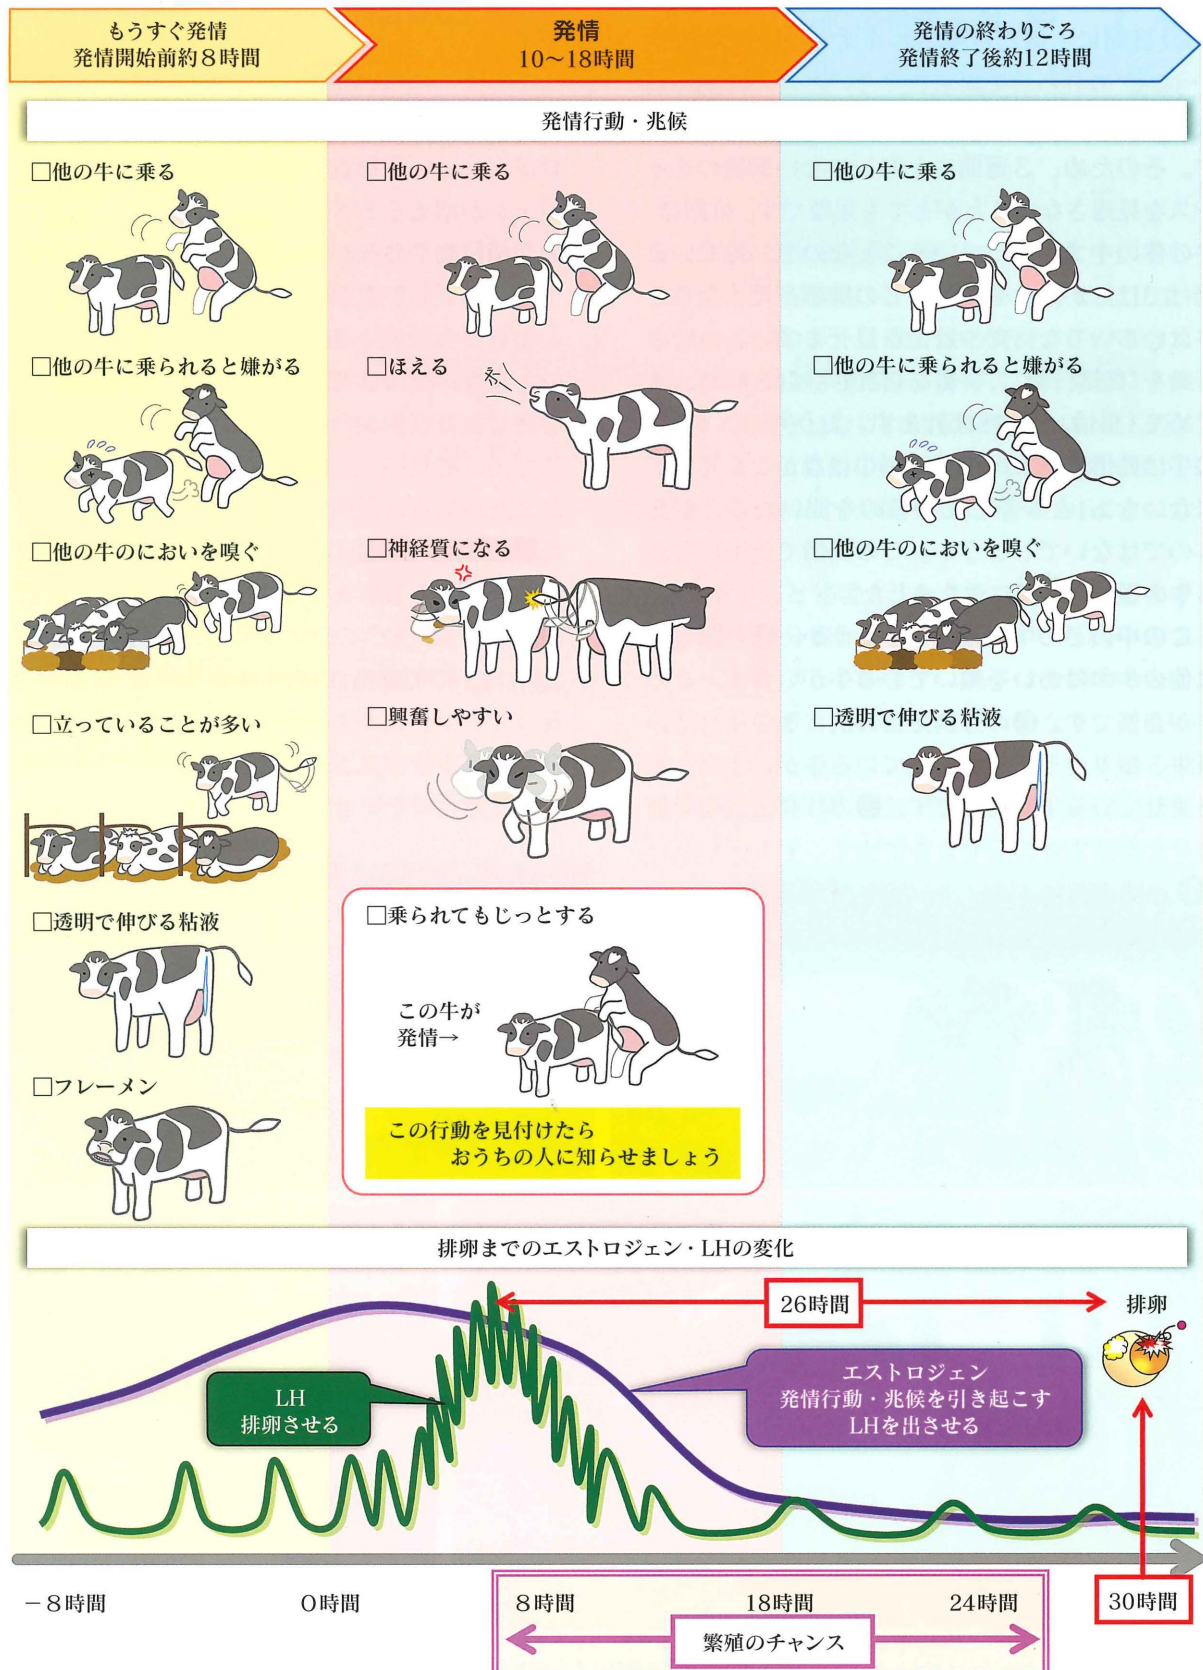 もうすぐ発情
発情開始前約8時間
発情
10〜18時間
発情の終わりごろ
発情終了後約12時間
発情行動・兆候
□他の牛に乗る
□他の牛に乗られると嫌がる
□他の牛のにおいを嗅ぐ
□立っていることが多い
□透明で伸びる粘液
□フレーメン
□他の牛に乗る
□ほえる
□神経質になる
□興奮しやすい
□乗られてもじっとする
この牛が
発情→
この行動を見付けたら
おうちの人に知らせましょう
□他の牛に乗る
□他の牛に乗られると嫌がる
□他の牛のにおいを嗅ぐ
□透明で伸びる粘液
排卵までのエストロジェン・LHの変化
26時間
排卵
LH
排卵させる
エストロジェン
発情行動・兆候を引き起こす
LHを出させる
−8時間
0時間
8時間
18時間
24時間
30時間
繁殖のチャンス